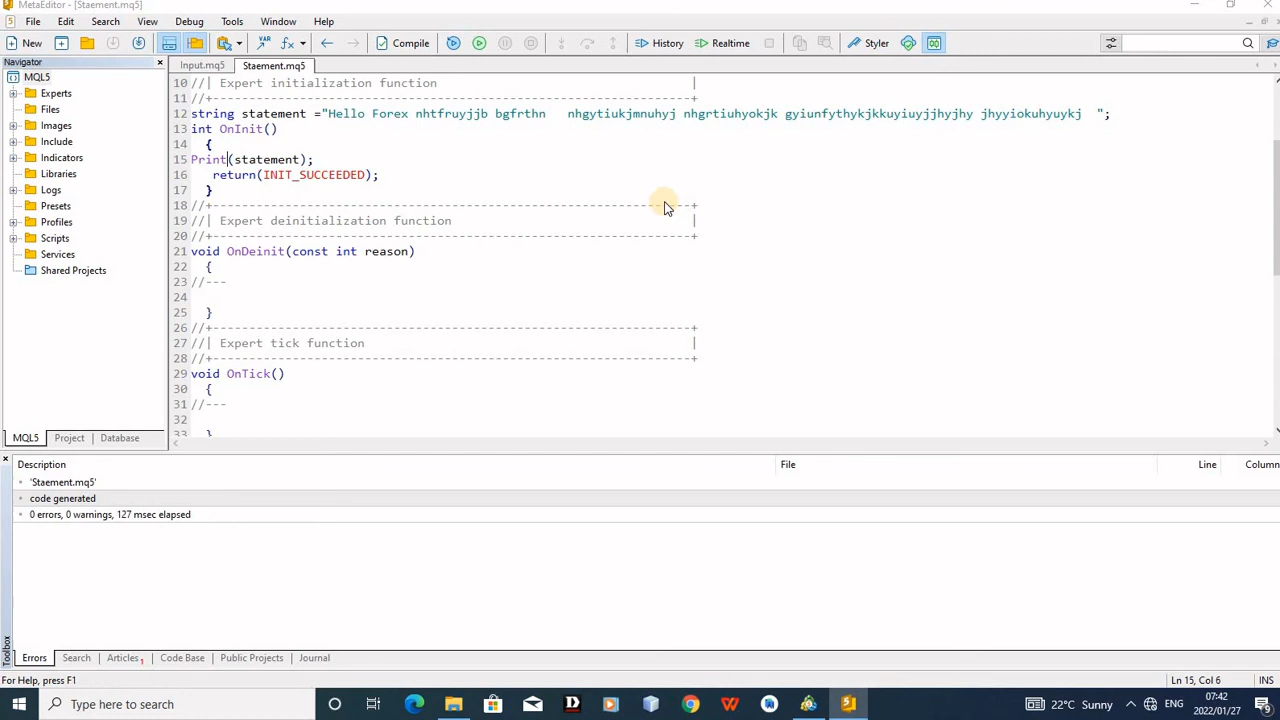 MetaEditor - [Staement.mq5]
File Edit Search View Debug Tools Window Help
New Compile History Realtime Styler
Navigator
MQL5
Experts
Files
Images
Include
Indicators
Libraries
Logs
Presets
Profiles
Scripts
Services
Shared Projects
MQL5 Project Database
Input.mq5 Staement.mq5
10 //| Expert initialization function |
11 //+------------------------------------------------------------------+
12 string statement ="Hello Forex nhtfruyjjb bgfrthn   nhgytiukjmnuhyj nhgrtiuhyokjk gyiunfythykjkkuyiuyjjhyjhy jhyyiokuhyuykj  ";
13 int OnInit()
14 {
15 Print(statement);
16 return(INIT_SUCCEEDED);
17 }
18 //+------------------------------------------------------------------+
19 //| Expert deinitialization function |
20 //+------------------------------------------------------------------+
21 void OnDeinit(const int reason)
22 {
23 //---
24
25 }
26 //+------------------------------------------------------------------+
27 //| Expert tick function |
28 //+------------------------------------------------------------------+
29 void OnTick()
30 {
31 //---
32
33 }
Description File Line Column
'Staement.mq5'
code generated
0 errors, 0 warnings, 127 msec elapsed
Toolbox
Errors Search Articles 1 Code Base Public Projects Journal
For Help, press F1 Ln 15, Col 6 INS
Type here to search
22°C Sunny ENG 07:42
2022/01/27